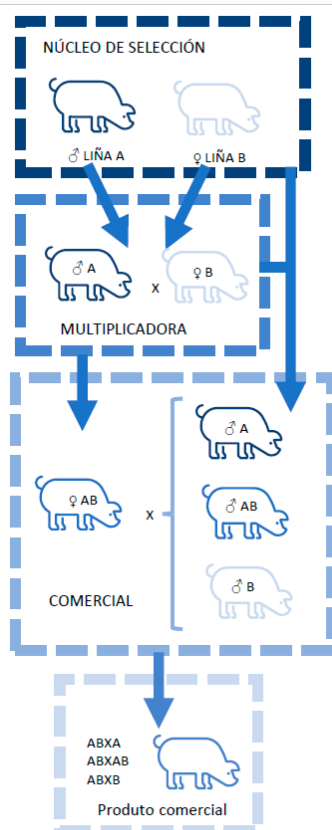 NÚCLEO DE SELECCIÓN
♂ LIÑA A
♀ LIÑA B
♂ A
x
♀ B
MULTIPLICADORA
♂ A
♀ AB
x
♂ AB
♂ B
COMERCIAL
ABXA
ABXAB
ABXB
Produto comercial